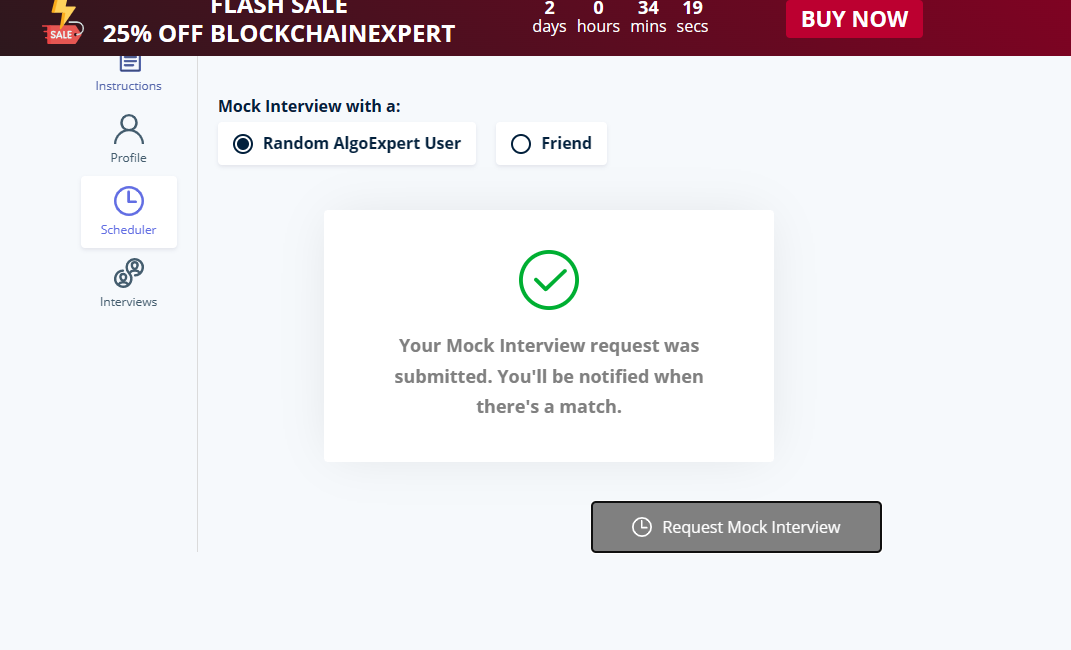 FLASH SALE
25% OFF BLOCKCHAINEXPERT
SALE
2 0 34 19
days hours mins secs
BUY NOW
Instructions
Profile
Scheduler
Interviews
Mock Interview with a:
Random AlgoExpert User
Friend
Your Mock Interview request was
submitted. You'll be notified when
there's a match.
Request Mock Interview